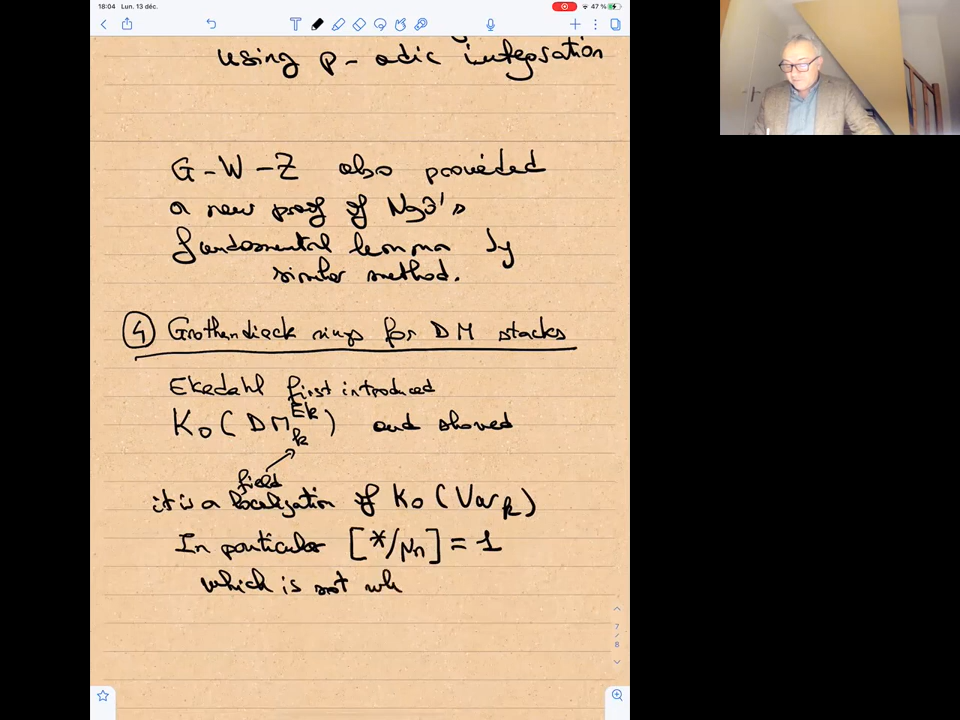 18:04 Lun. 13 déc.
47 %
using p-adic integration
G-W-Z also provided
a new proof of Ngô's
fundamental lemma by
similar method.
④ Grothendieck rings for DM stacks
Ekedahl first introduced
K₀(DM_k^Ek) and showed
field
it is a localization of K₀(Var_k)
In particular [*/μn] = 1
which is not wh
7
/
8